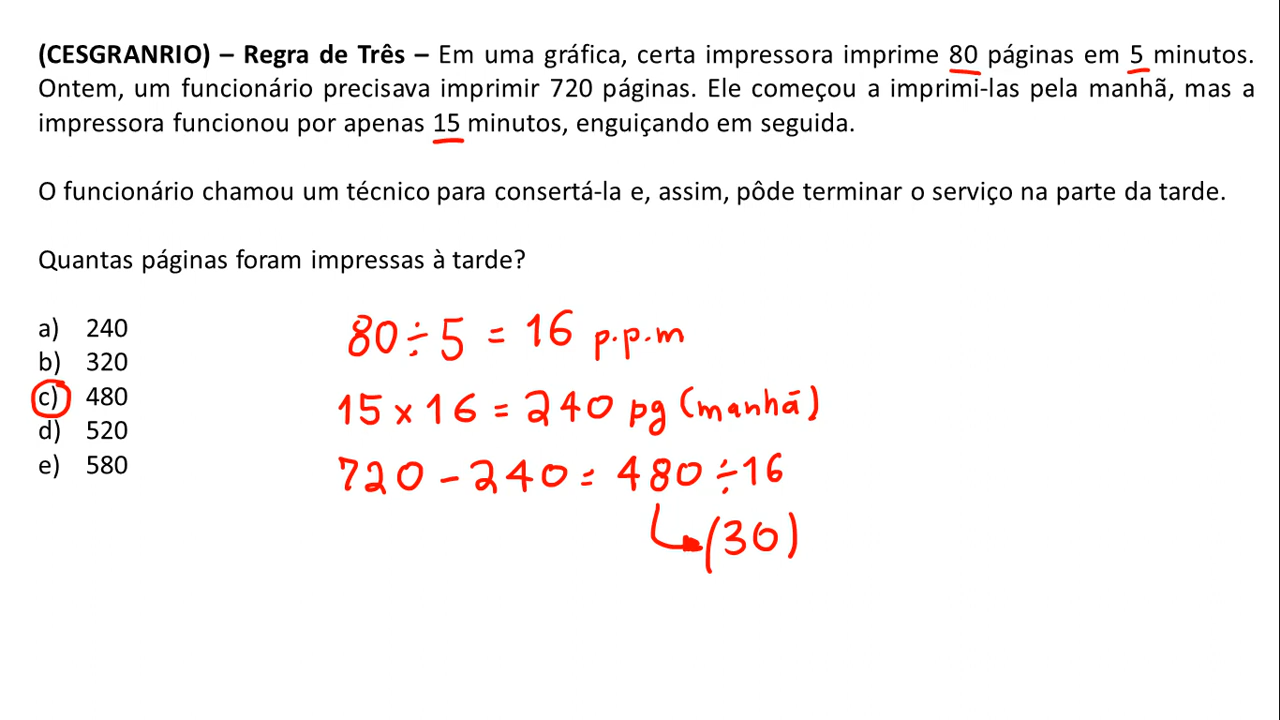 (CESGRANRIO) – Regra de Três – Em uma gráfica, certa impressora imprime 80 páginas em 5 minutos.
Ontem, um funcionário precisava imprimir 720 páginas. Ele começou a imprimi-las pela manhã, mas a
impressora funcionou por apenas 15 minutos, enguiçando em seguida.
O funcionário chamou um técnico para consertá-la e, assim, pôde terminar o serviço na parte da tarde.
Quantas páginas foram impressas à tarde?
a) 240
b) 320
c) 480
d) 520
e) 580
80 ÷ 5 = 16 p.p.m
15 x 16 = 240 pg (manhã)
720 - 240 = 480 ÷ 16
(30)